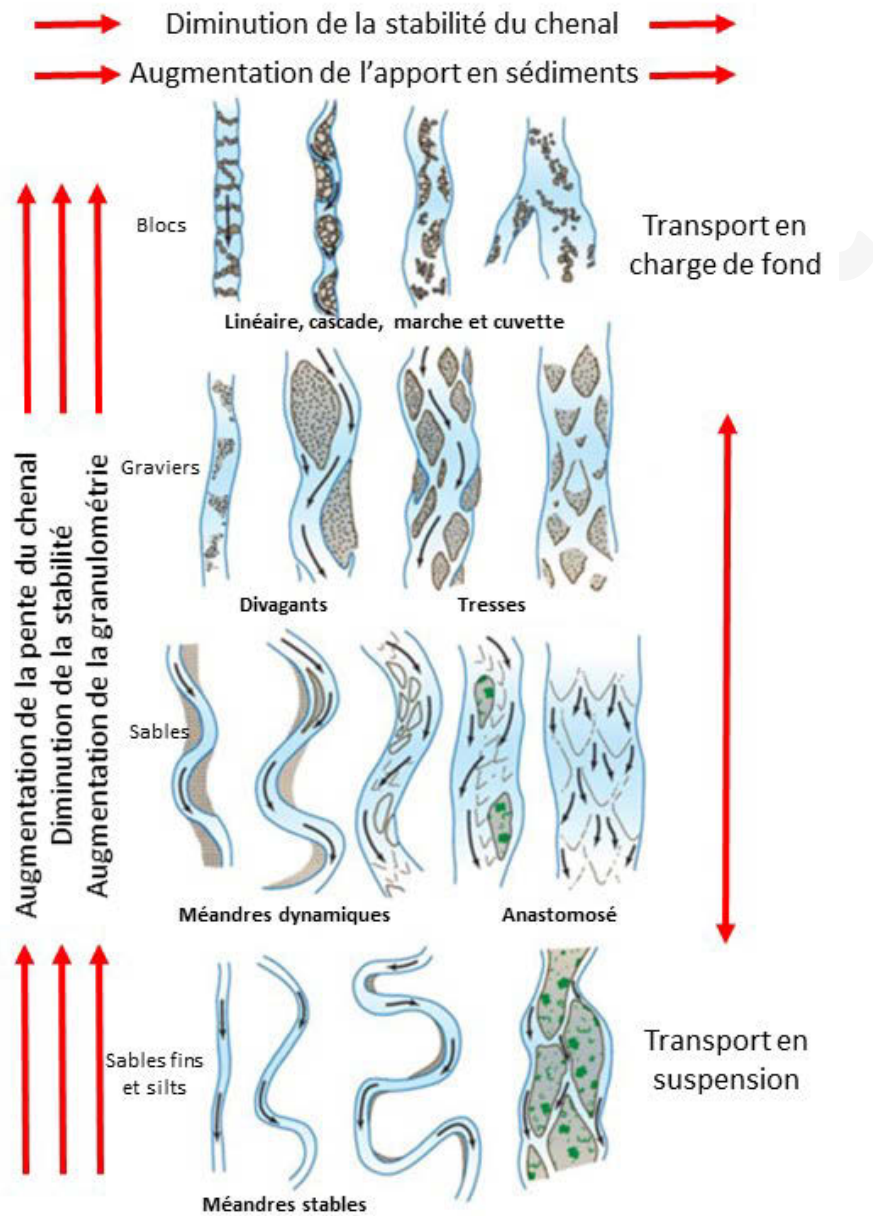 Diminution de la stabilité du chenal
Augmentation de l'apport en sédiments
Blocs
Transport en
charge de fond
Linéaire, cascade, marche et cuvette
Graviers
Divagants
Tresses
Augmentation de la pente du chenal
Diminution de la stabilité
Augmentation de la granulométrie
Sables
Méandres dynamiques
Anastomosé
Sables fins
et silts
Transport en
suspension
Méandres stables